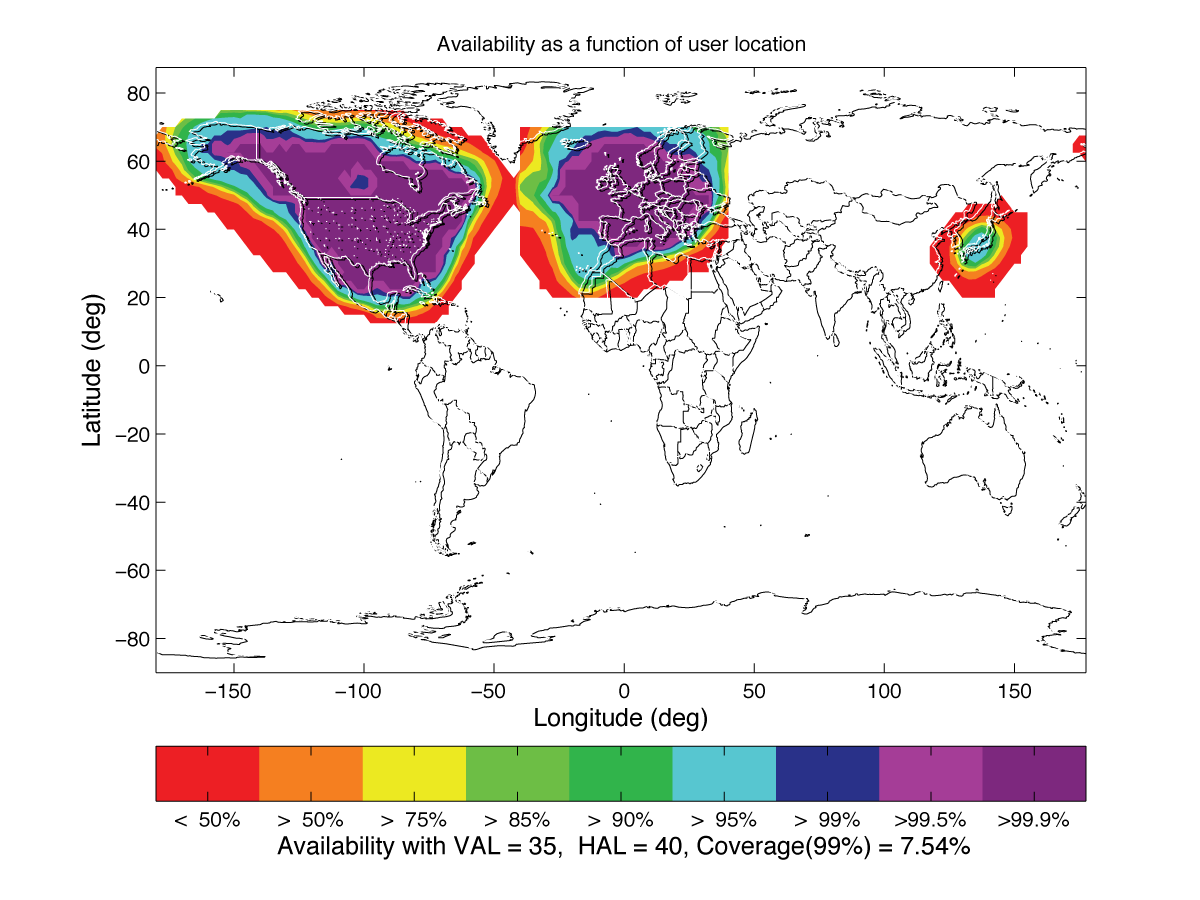 Availability as a function of user location
80
60
40
20
0
−20
−40
−60
−80
Latitude (deg)
−150 −100 −50 0 50 100 150
Longitude (deg)
< 50% > 50% > 75% > 85% > 90% > 95% > 99% >99.5% >99.9%
Availability with VAL = 35, HAL = 40, Coverage(99%) = 7.54%